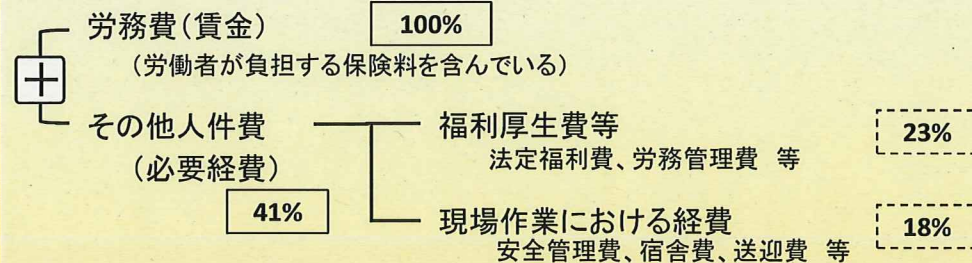 労務費(賃金) 100%
(労働者が負担する保険料を含んでいる)
+
その他人件費
(必要経費)
41%
福利厚生費等 23%
法定福利費、労務管理費 等
現場作業における経費 18%
安全管理費、宿舎費、送迎費 等